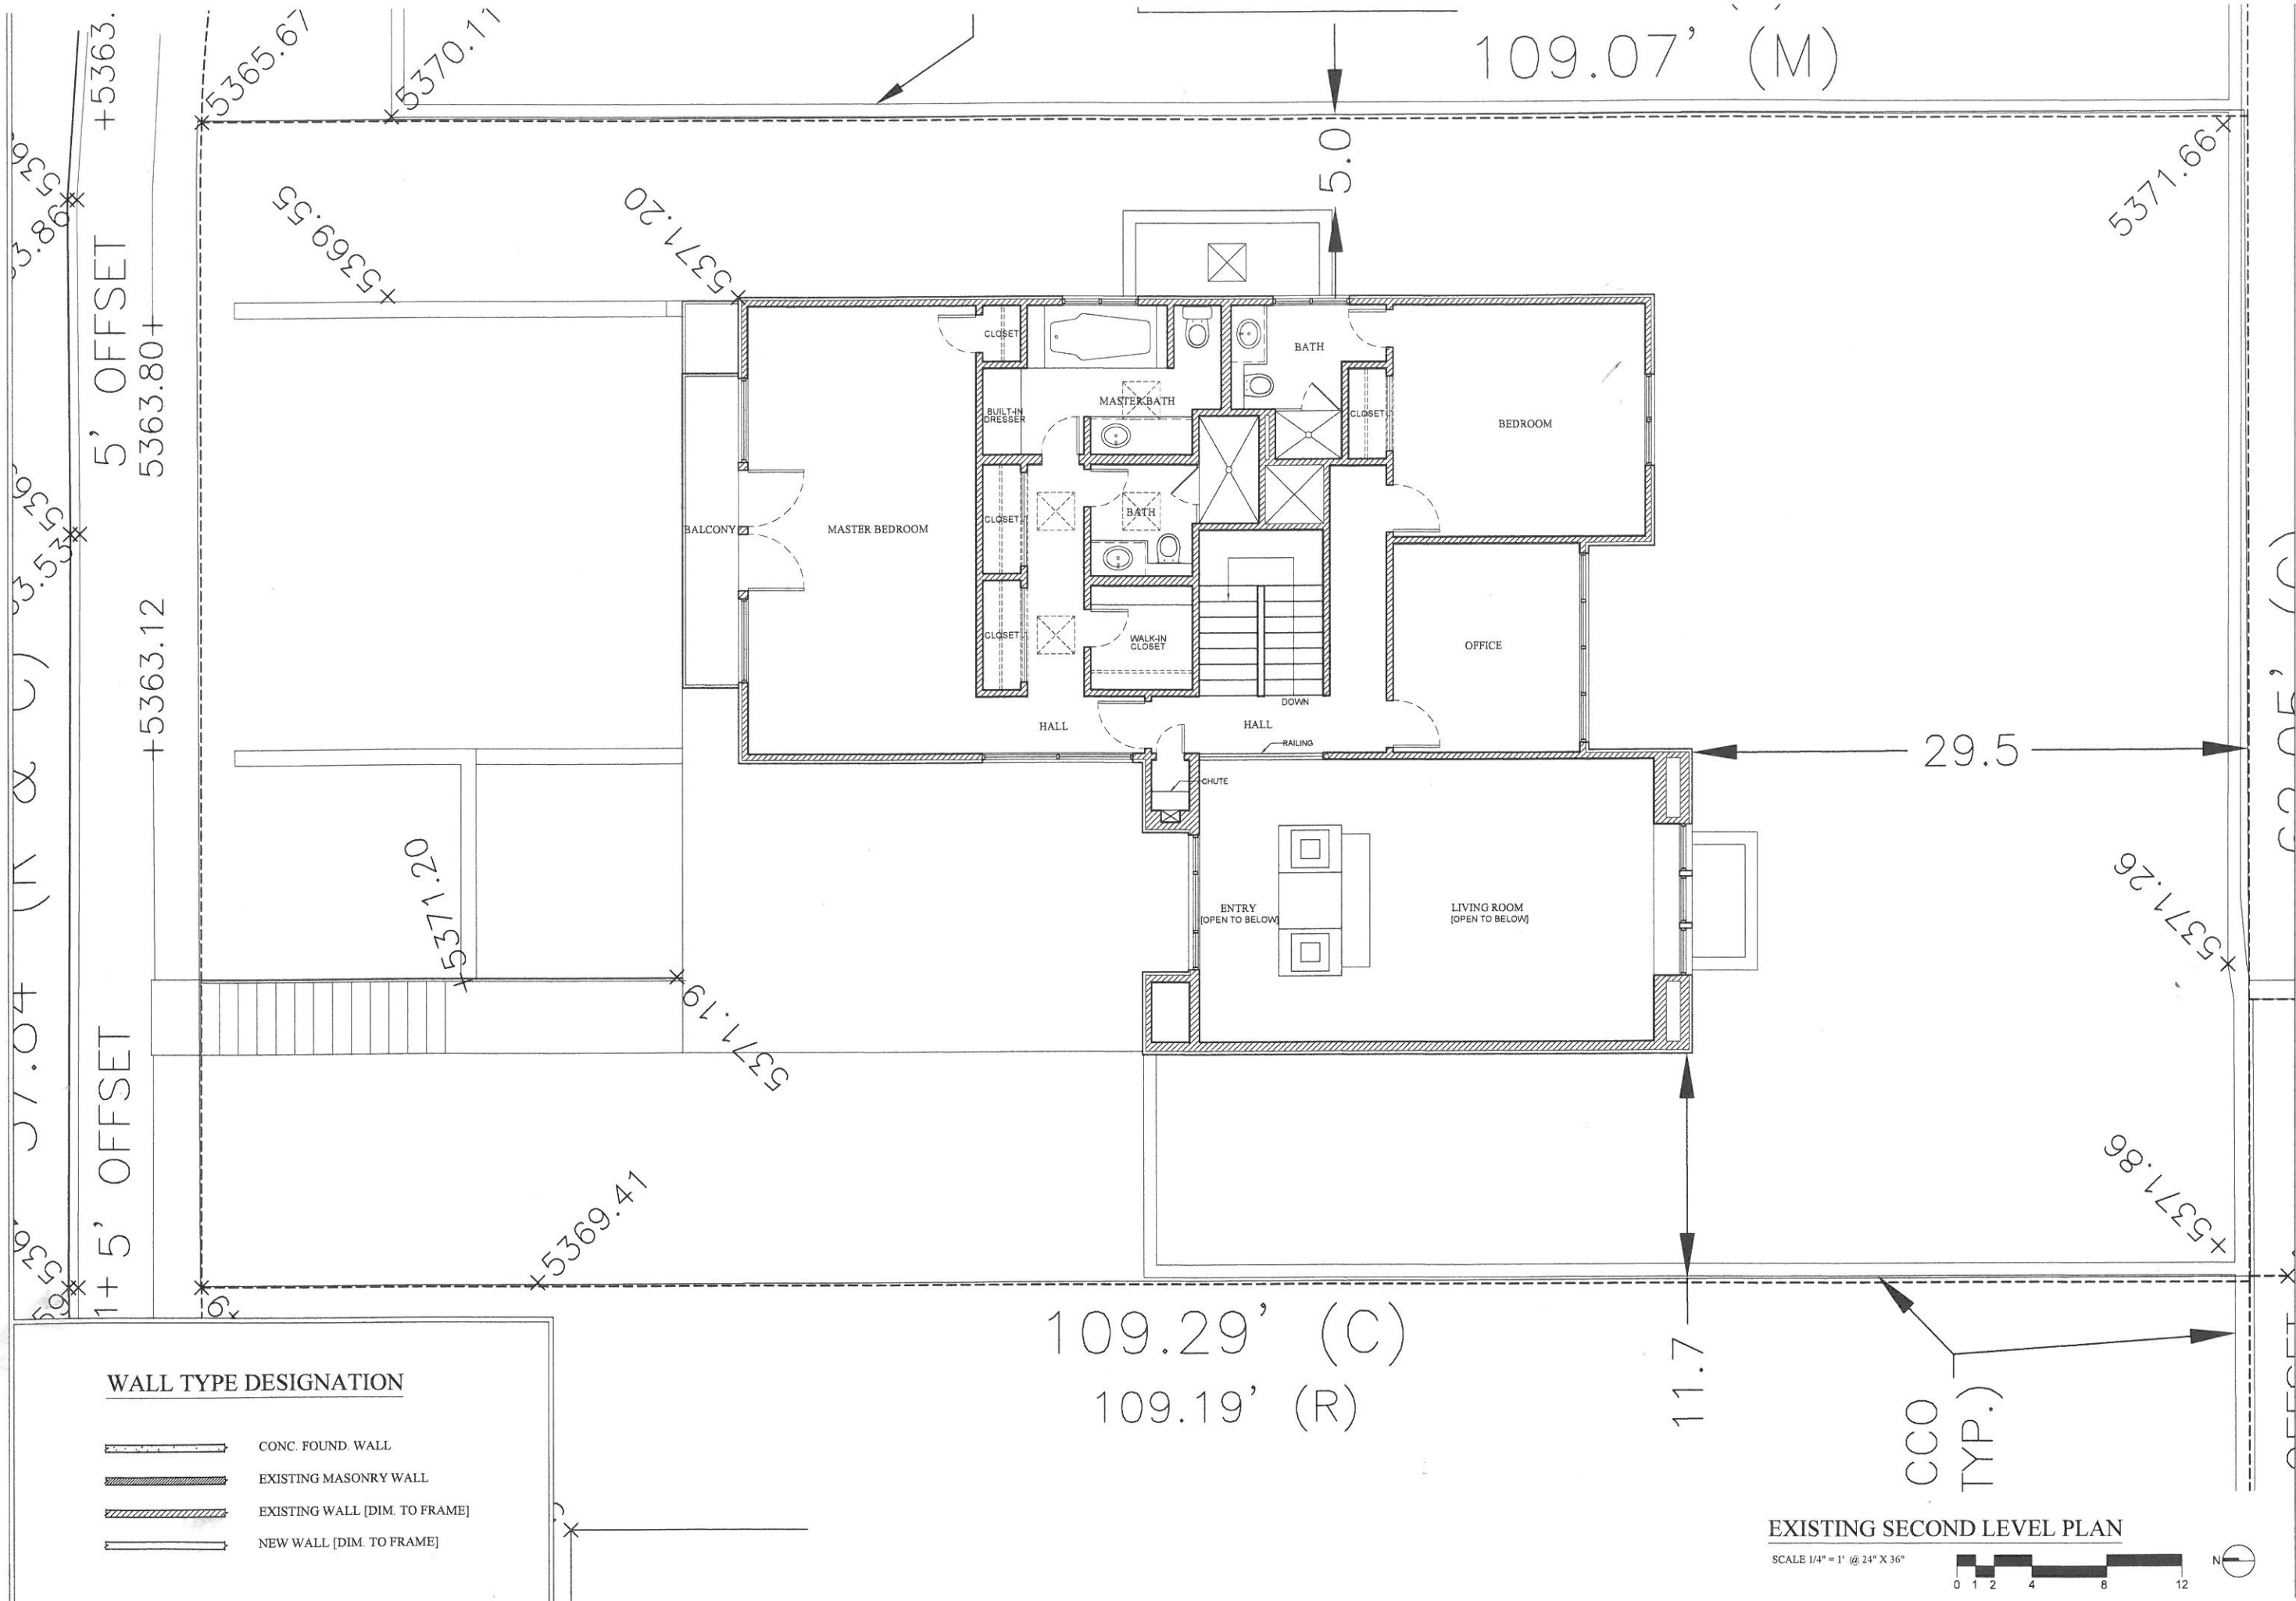 +5363.
5365.67
5370.11
109.07' (M)
5.0
5371.66
5369.55
5371.20
5' OFFSET
5363.80+
+5363.12
CLOSET
BATH
MASTER BATH
BUILT-IN
DRESSER
CLOSET
BEDROOM
BALCONY
MASTER BEDROOM
CLOSET
BATH
CLOSET
WALK-IN
CLOSET
OFFICE
DOWN
HALL
HALL
RAILING
29.5
CHUTE
5371.20
ENTRY
[OPEN TO BELOW]
LIVING ROOM
[OPEN TO BELOW]
5371.26
5371.19
1+ 5' OFFSET
5369.41
5371.86
109.29' (C)
109.19' (R)
11.7
CCO
TYP.)
WALL TYPE DESIGNATION
CONC. FOUND. WALL
EXISTING MASONRY WALL
EXISTING WALL [DIM. TO FRAME]
NEW WALL [DIM. TO FRAME]
EXISTING SECOND LEVEL PLAN
SCALE 1/4" = 1' @ 24" X 36"
0 1 2 4 8 12
N